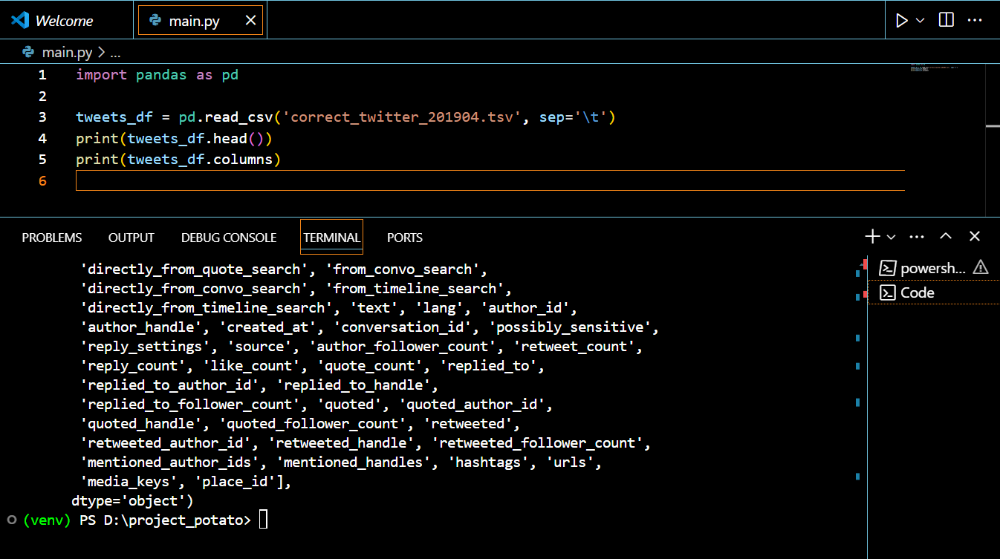 Welcome
main.py
main.py > ...
1 import pandas as pd
2
3 tweets_df = pd.read_csv('correct_twitter_201904.tsv', sep='\t')
4 print(tweets_df.head())
5 print(tweets_df.columns)
6
PROBLEMS OUTPUT DEBUG CONSOLE TERMINAL PORTS
'directly_from_quote_search', 'from_convo_search',
'directly_from_convo_search', 'from_timeline_search',
'directly_from_timeline_search', 'text', 'lang', 'author_id',
'author_handle', 'created_at', 'conversation_id', 'possibly_sensitive',
'reply_settings', 'source', 'author_follower_count', 'retweet_count',
'reply_count', 'like_count', 'quote_count', 'replied_to',
'replied_to_author_id', 'replied_to_handle',
'replied_to_follower_count', 'quoted', 'quoted_author_id',
'quoted_handle', 'quoted_follower_count', 'retweeted',
'retweeted_author_id', 'retweeted_handle', 'retweeted_follower_count',
'mentioned_author_ids', 'mentioned_handles', 'hashtags', 'urls',
'media_keys', 'place_id'],
dtype='object')
(venv) PS D:\project_potato>
powersh...
Code